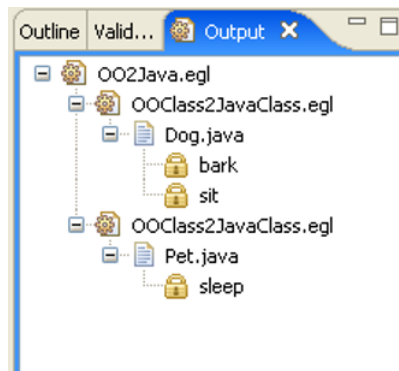 Outline Valid... Output
OO2Java.egl
OOClass2JavaClass.egl
Dog.java
bark
sit
OOClass2JavaClass.egl
Pet.java
sleep